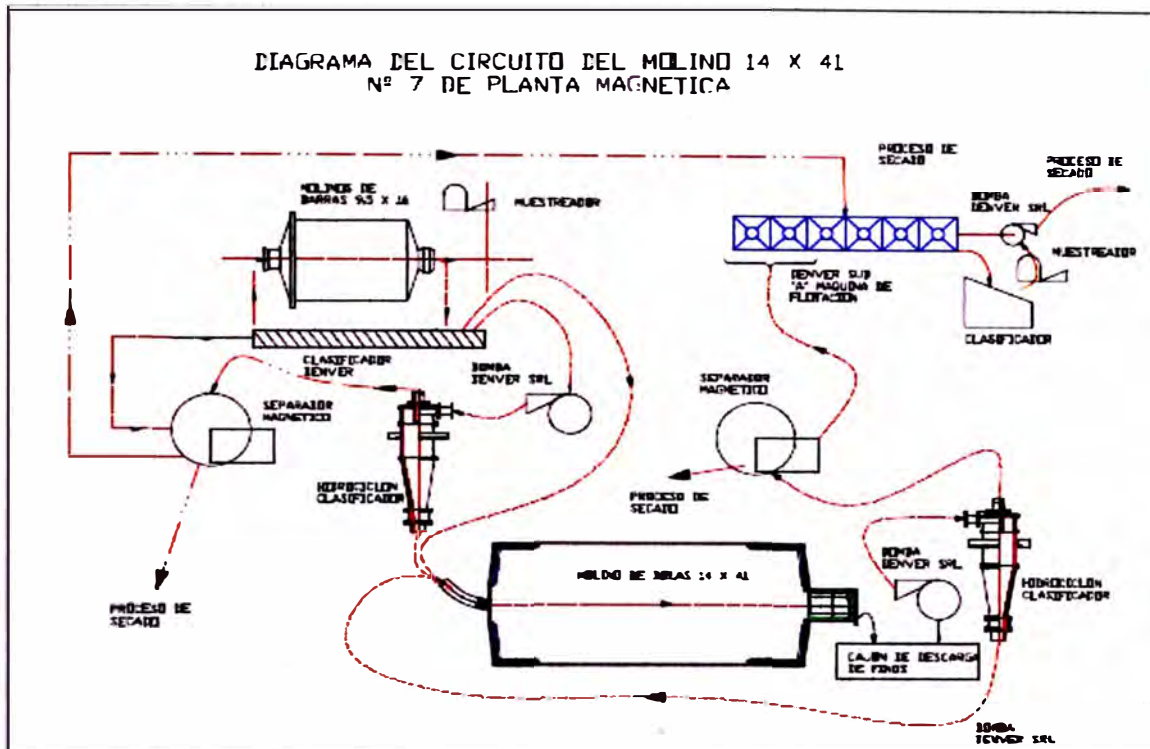 DIAGRAMA DEL CIRCUITO DEL MOLINO 14 X 41
Nº 7 DE PLANTA MAGNETICA
PROCESO DE
SECADO
PROCESO DE
SECADO
MOLINOS DE
BARRAS 9.5 X 16
MUESTREADOR
BOMBA
DENVER SRL
MUESTREADOR
DENVER SUB
"A" MAQUINA DE
FLOTACION
CLASIFICADOR
CLASIFICADOR
DENVER
BOMBA
DENVER SRL
SEPARADOR
MAGNETICO
SEPARADOR
MAGNETICO
HIDROCICLON
CLASIFICADOR
PROCESO DE
SECADO
BOMBA
DENVER SRL
MOLINO DE BOLAS 14 X 41
HIDROCICLON
CLASIFICADOR
PROCESO DE
SECADO
CAJON DE DESCARGA
DE FINOS
BOMBA
DENVER SRL